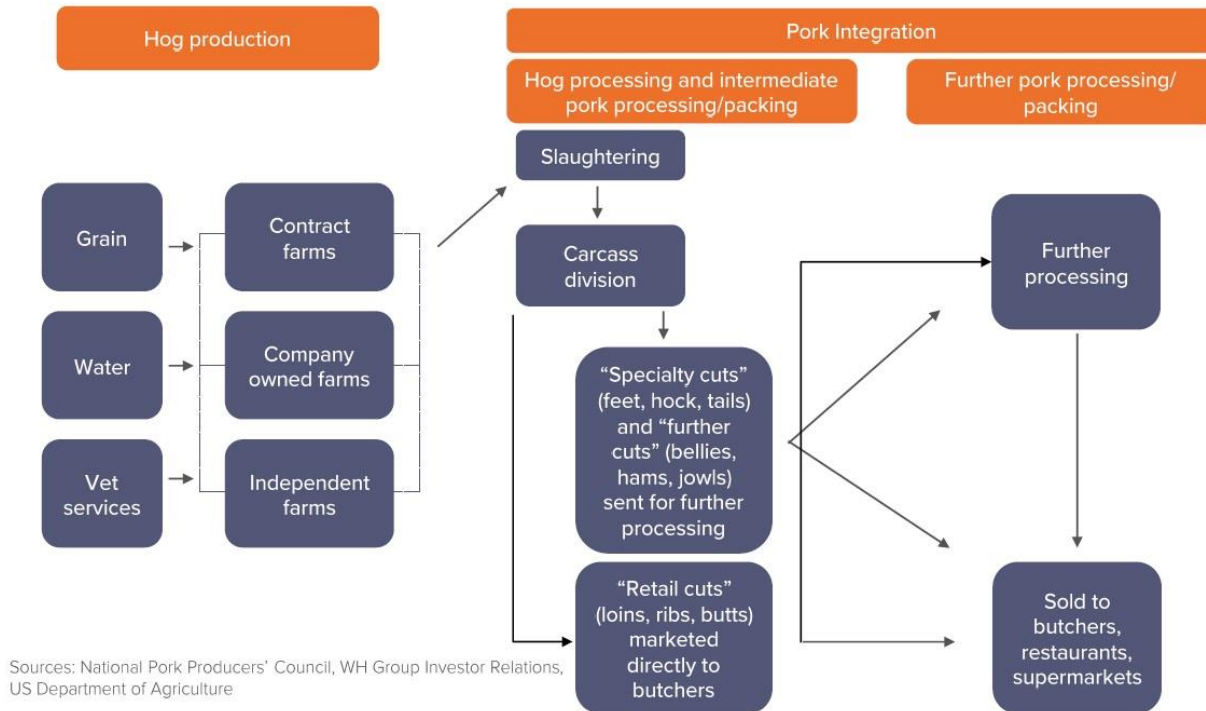 Hog production
Pork Integration
Hog processing and intermediate
pork processing/packing
Further pork processing/
packing
Slaughtering
Grain
Contract
farms
Carcass
division
Further
processing
Water
Company
owned farms
“Specialty cuts”
(feet, hock, tails)
and “further
cuts” (bellies,
hams, jowls)
sent for further
processing
Vet
services
Independent
farms
“Retail cuts”
(loins, ribs, butts)
marketed
directly to
butchers
Sold to
butchers,
restaurants,
supermarkets
Sources: National Pork Producers’ Council, WH Group Investor Relations,
US Department of Agriculture